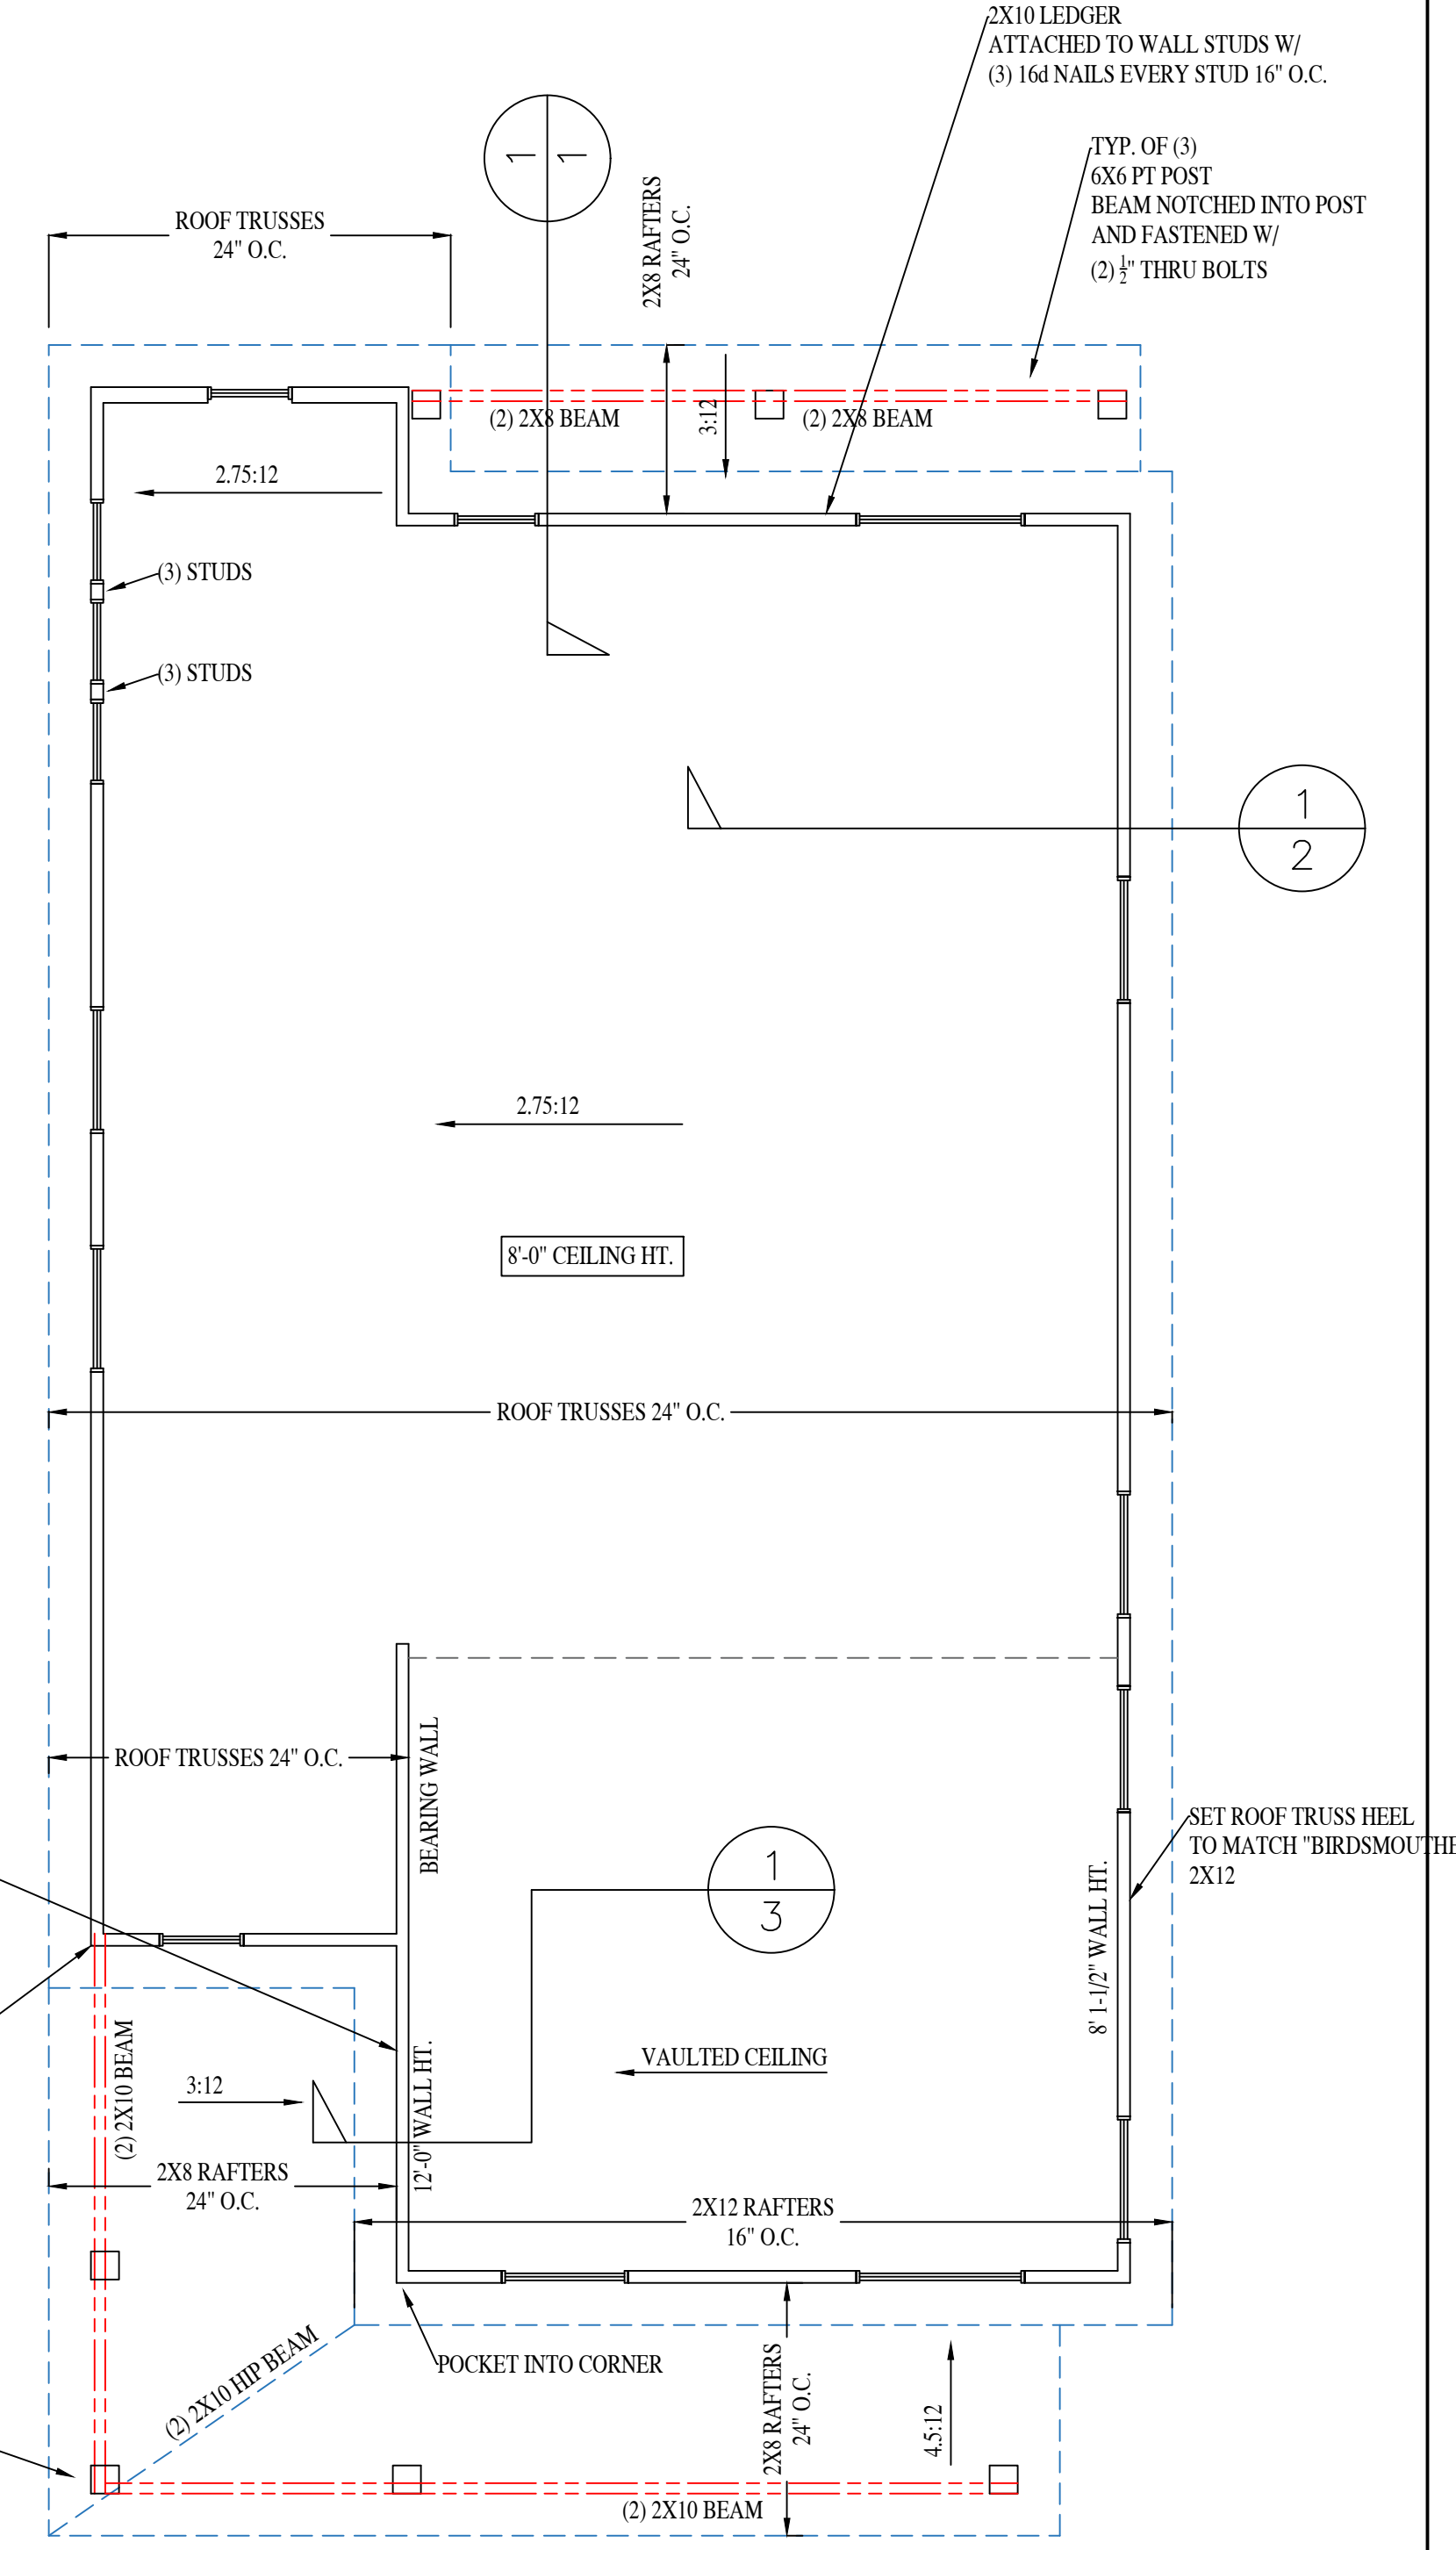 2X10 LEDGER
ATTACHED TO WALL STUDS W/
(3) 16d NAILS EVERY STUD 16" O.C.
TYP. OF (3)
6X6 PT POST
BEAM NOTCHED INTO POST
AND FASTENED W/
(2) ½" THRU BOLTS
1
1
2X8 RAFTERS
24" O.C.
ROOF TRUSSES
24" O.C.
(2) 2X8 BEAM
3:12
(2) 2X8 BEAM
2.75:12
(3) STUDS
(3) STUDS
1
2
2.75:12
8'-0" CEILING HT.
ROOF TRUSSES 24" O.C.
ROOF TRUSSES 24" O.C.
BEARING WALL
1
3
SET ROOF TRUSS HEEL
TO MATCH "BIRDSMOUTHE
2X12
8' 1-1/2" WALL HT.
VAULTED CEILING
(2) 2X10 BEAM
3:12
12'-0" WALL HT.
2X8 RAFTERS
24" O.C.
2X12 RAFTERS
16" O.C.
POCKET INTO CORNER
(2) 2X10 HIP BEAM
2X8 RAFTERS
24" O.C.
4.5:12
(2) 2X10 BEAM